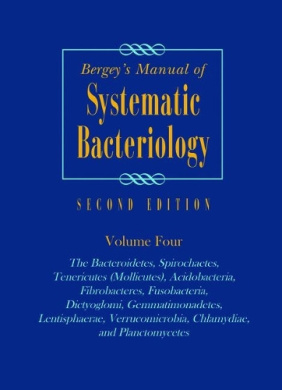 Bergey's Manual of
Systematic
Bacteriology
SECOND EDITION
Volume Four
The Bacteroidetes, Spirochaetes,
Tenericutes (Mollicutes), Acidobacteria,
Fibrobacteres, Fusobacteria,
Dictyoglomi, Gemmatimonadetes,
Lentisphaerae, Verrucomicrobia, Chlamydiae,
and Planctomycetes